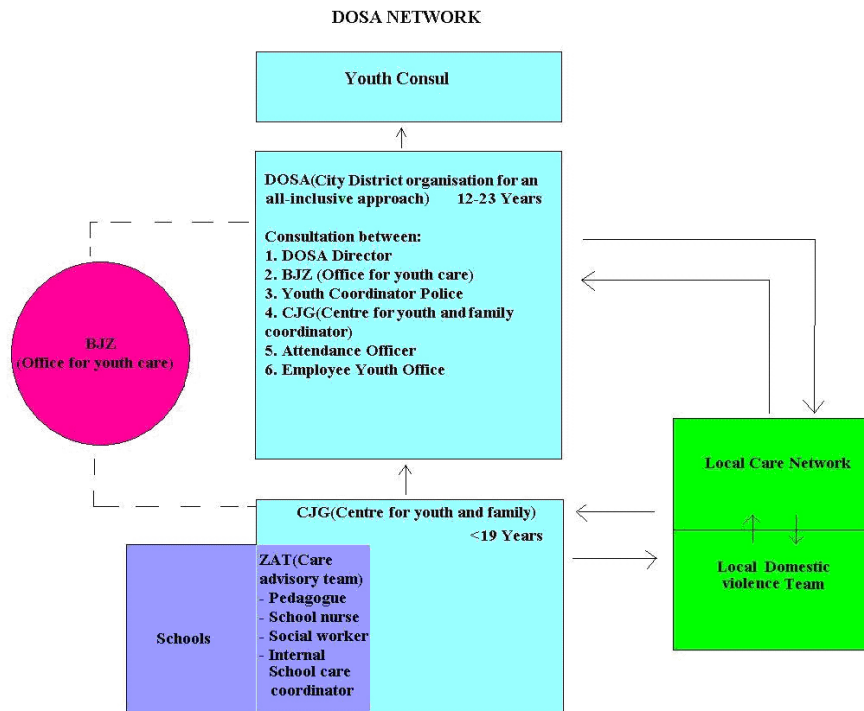 DOSA NETWORK
Youth Consul
DOSA(City District organisation for an
all-inclusive approach) 12-23 Years
Consultation between:
1. DOSA Director
2. BJZ (Office for youth care)
3. Youth Coordinator Police
4. CJG(Centre for youth and family
coordinator)
5. Attendance Officer
6. Employee Youth Office
BJZ
(Office for youth care)
Local Care Network
Local Domestic
violence Team
CJG(Centre for youth and family)
<19 Years
ZAT(Care
advisory team)
- Pedagogue
- School nurse
- Social worker
- Internal
School care
coordinator
Schools